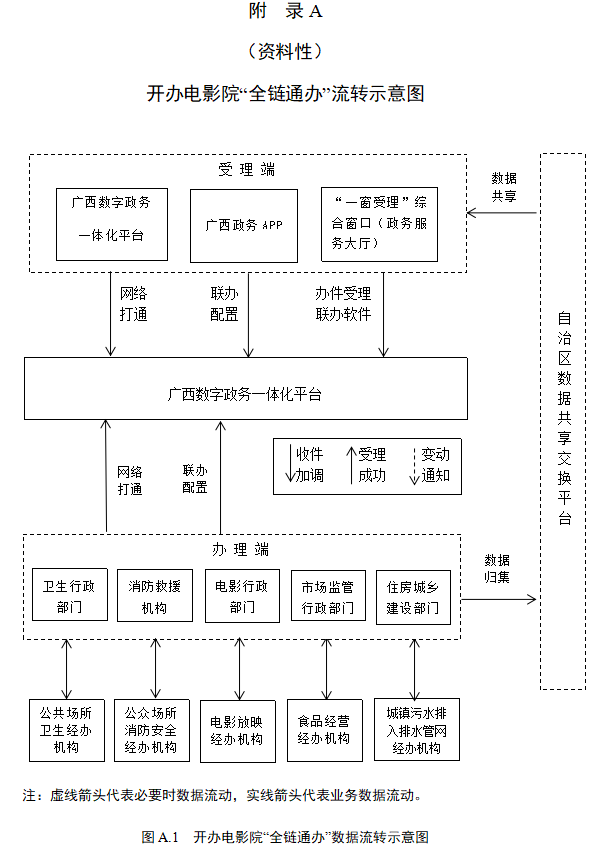 附 录 A
（资料性）
开办电影院“全链通办”流转示意图
受 理 端
广西数字政务
一体化平台
广西政务 APP
“一窗受理”综
合窗口（政务服
务大厅）
数据
共享
网络
打通
联办
配置
办件受理
联办软件
自治区数据共享交换平台
广西数字政务一体化平台
网络
打通
联办
配置
收件
加调
受理
成功
变动
通知
办 理 端
卫生行政
部门
消防救援
机构
电影行政
部门
市场监管
行政部门
住房城乡
建设部门
数据
归集
公共场所
卫生经办
机构
公众场所
消防安全
经办机构
电影放映
经办机构
食品经营
经办机构
城镇污水排
入排水管网
经办机构
注：虚线箭头代表必要时数据流动，实线箭头代表业务数据流动。
图 A.1 开办电影院“全链通办”数据流转示意图